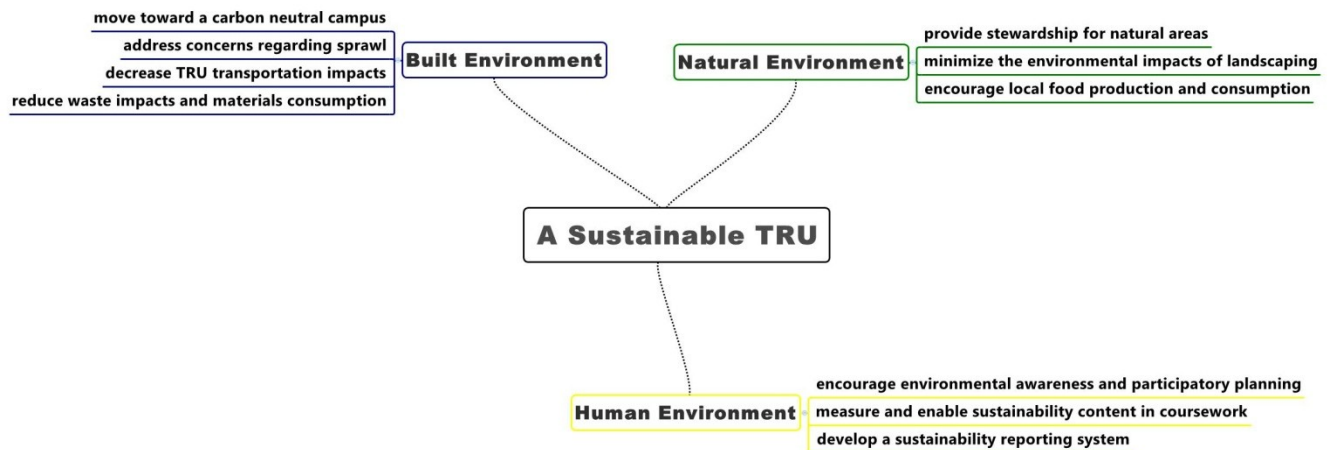 move toward a carbon neutral campus
address concerns regarding sprawl
decrease TRU transportation impacts
reduce waste impacts and materials consumption
Built Environment
Natural Environment
provide stewardship for natural areas
minimize the environmental impacts of landscaping
encourage local food production and consumption
A Sustainable TRU
Human Environment
encourage environmental awareness and participatory planning
measure and enable sustainability content in coursework
develop a sustainability reporting system